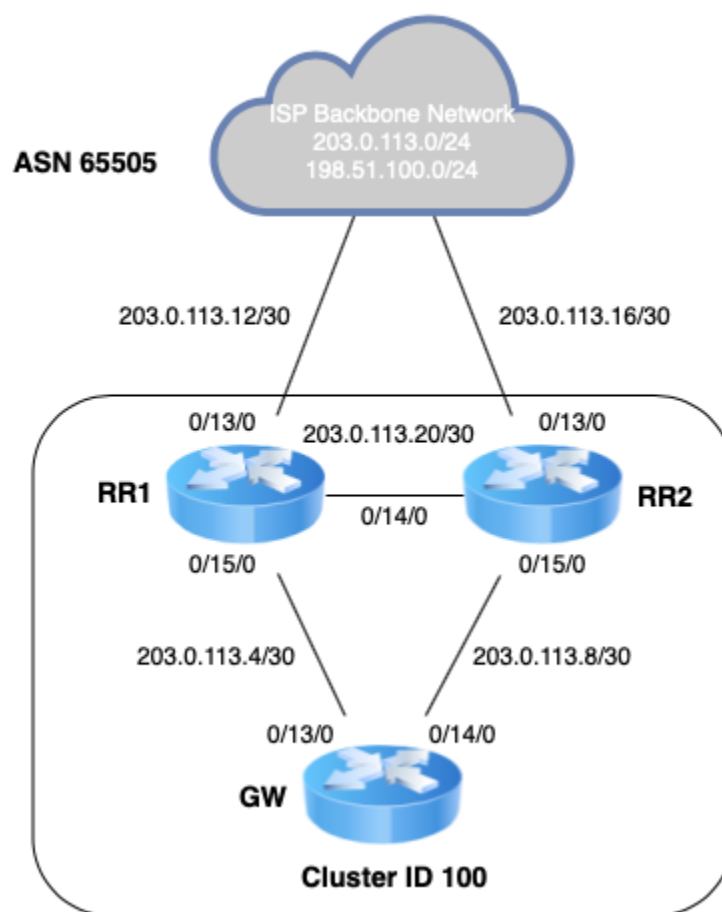 ISP Backbone Network
203.0.113.0/24
198.51.100.0/24
ASN 65505
203.0.113.12/30
203.0.113.16/30
0/13/0
203.0.113.20/30
0/13/0
RR1
RR2
0/14/0
0/15/0
0/15/0
203.0.113.4/30
203.0.113.8/30
0/13/0
0/14/0
GW
Cluster ID 100